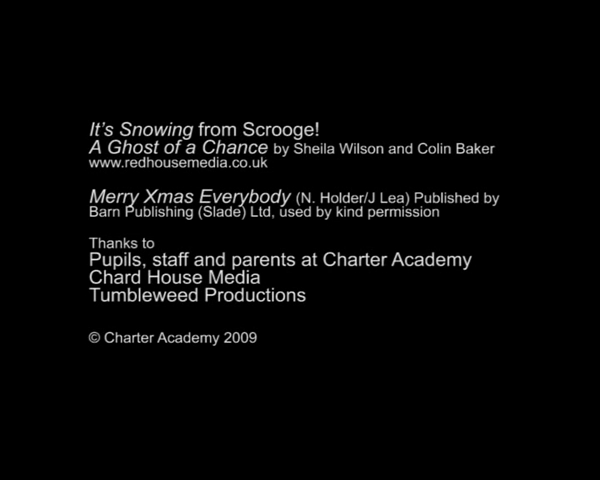 It's Snowing from Scrooge!
A Ghost of a Chance by Sheila Wilson and Colin Baker
www.redhousemedia.co.uk
Merry Xmas Everybody (N. Holder/J Lea) Published by
Barn Publishing (Slade) Ltd, used by kind permission
Thanks to
Pupils, staff and parents at Charter Academy
Chard House Media
Tumbleweed Productions
© Charter Academy 2009